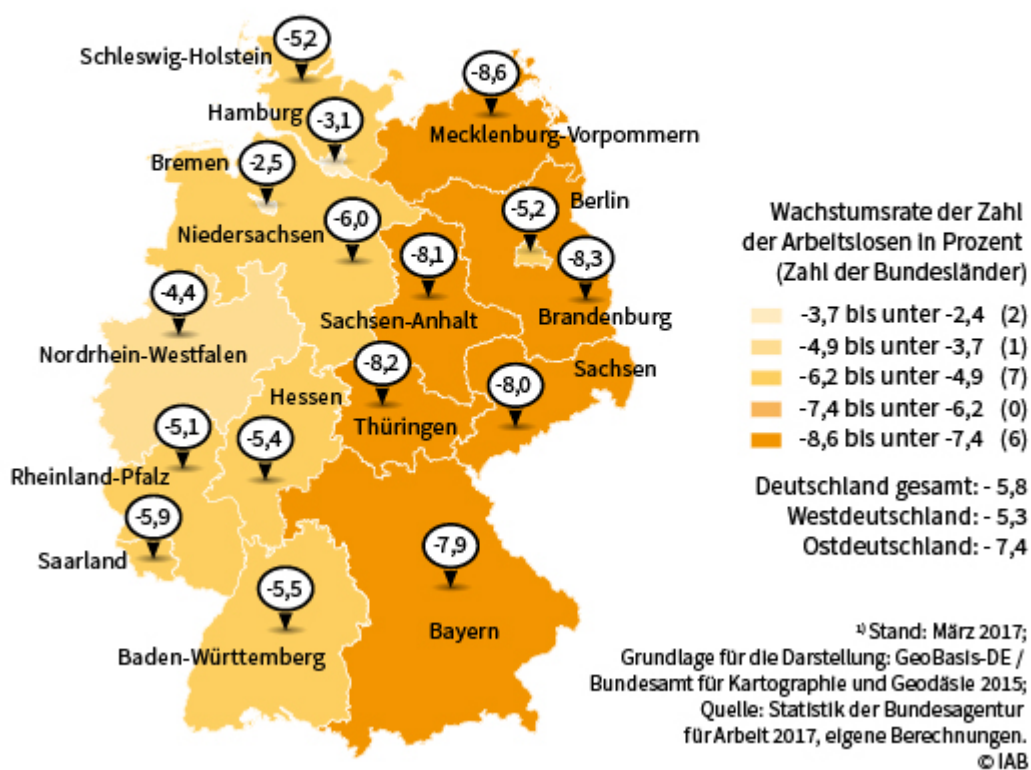 -5,2
Schleswig-Holstein
-8,6
Hamburg
-3,1
Mecklenburg-Vorpommern
Bremen
-2,5
Berlin
-5,2
Niedersachsen
-6,0
-8,1
-8,3
-4,4
Sachsen-Anhalt
Brandenburg
Nordrhein-Westfalen
Sachsen
-8,2
-8,0
Hessen
Thüringen
-5,1
-5,4
Rheinland-Pfalz
-5,9
Saarland
-7,9
-5,5
Bayern
Baden-Württemberg
Wachstumsrate der Zahl
der Arbeitslosen in Prozent
(Zahl der Bundesländer)
-3,7 bis unter -2,4 (2)
-4,9 bis unter -3,7 (1)
-6,2 bis unter -4,9 (7)
-7,4 bis unter -6,2 (0)
-8,6 bis unter -7,4 (6)
Deutschland gesamt: - 5,8
Westdeutschland: - 5,3
Ostdeutschland: - 7,4
¹⁾ Stand: März 2017;
Grundlage für die Darstellung: GeoBasis-DE /
Bundesamt für Kartographie und Geodäsie 2015;
Quelle: Statistik der Bundesagentur
für Arbeit 2017, eigene Berechnungen.
© IAB